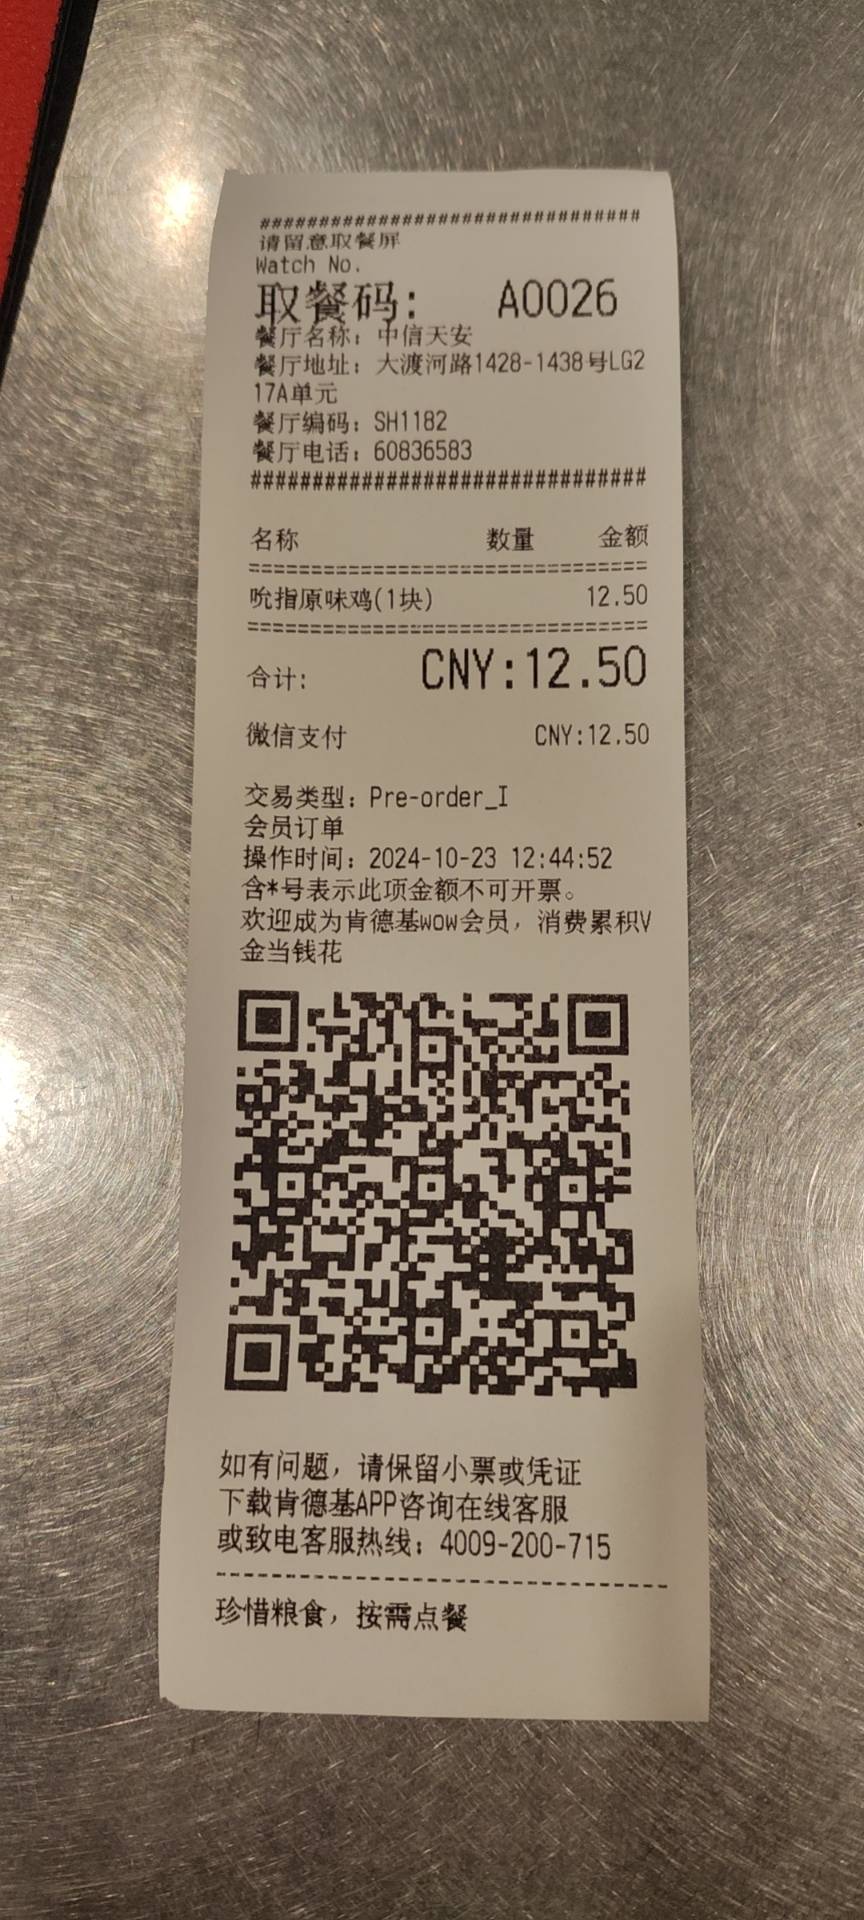 ################################
请留意取餐屏
Watch No.
取餐码: A0026
餐厅名称: 中信天安
餐厅地址: 大渡河路1428-1438号LG2
17A单元
餐厅编码: SH1182
餐厅电话: 60836583
################################
名称 数量 金额
================================
吮指原味鸡(1块) 12.50
================================
合计: CNY:12.50
微信支付 CNY:12.50
交易类型: Pre-order_I
会员订单
操作时间: 2024-10-23 12:44:52
含*号表示此项金额不可开票。
欢迎成为肯德基wow会员, 消费累积V
金当钱花
如有问题, 请保留小票或凭证
下载肯德基APP咨询在线客服
或致电客服热线: 4009-200-715
--------------------------------
珍惜粮食, 按需点餐